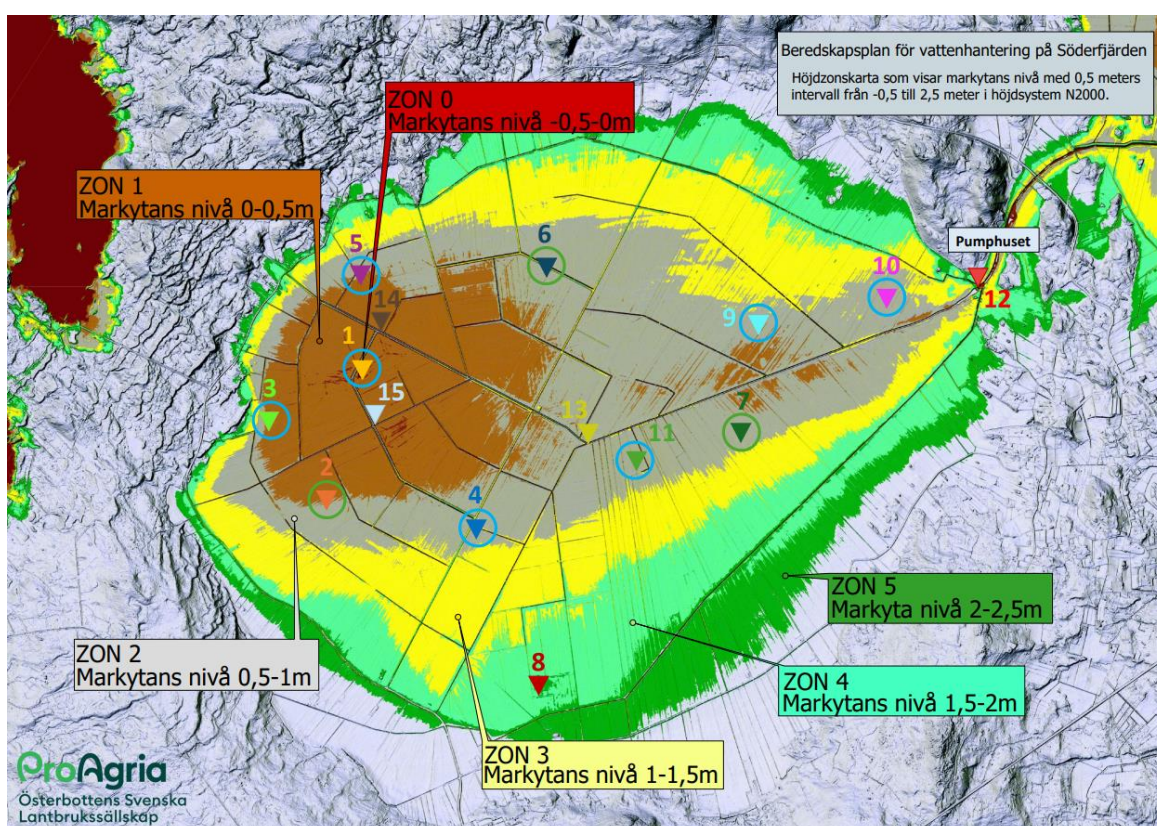 Beredskapsplan för vattenhantering på Söderfjärden
Höjdzonskarta som visar markytans nivå med 0,5 meters
intervall från -0,5 till 2,5 meter i höjdsystem N2000.
ZON 0
Markytans nivå -0,5-0m
ZON 1
Markytans nivå 0-0,5m
Pumphuset
5
6
10
12
14
9
1
3
15
13
7
11
2
4
8
ZON 5
Markyta nivå 2-2,5m
ZON 2
Markytans nivå 0,5-1m
ZON 4
Markytans nivå 1,5-2m
ZON 3
Markytans nivå 1-1,5m
ProAgria
Österbottens Svenska
Lantbrukssällskap